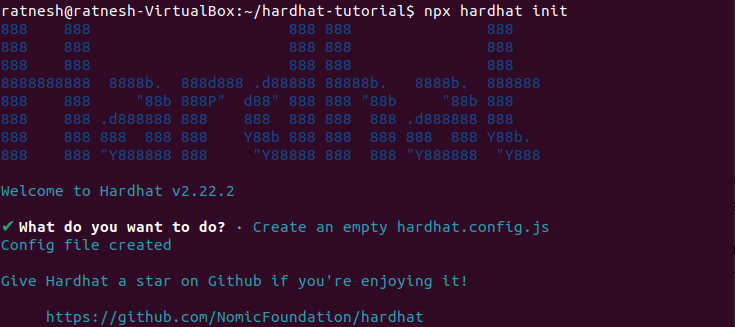 ratnesh@ratnesh-VirtualBox:~/hardhat-tutorial$ npx hardhat init
888    888                      888 888               888
888    888                      888 888               888
888    888                      888 888               888
8888888888  8888b.  888d888 .d88888 88888b.   8888b.  888888
888    888     "88b 888P"  d88" 888 888 "88b     "88b 888
888    888 .d888888 888    888  888 888  888 .d888888 888
888    888 888  888 888    Y88b 888 888  888 888  888 Y88b.
888    888 "Y888888 888     "Y88888 888  888 "Y888888  "Y888
Welcome to Hardhat v2.22.2
✔ What do you want to do? · Create an empty hardhat.config.js
Config file created
Give Hardhat a star on Github if you're enjoying it!
https://github.com/NomicFoundation/hardhat